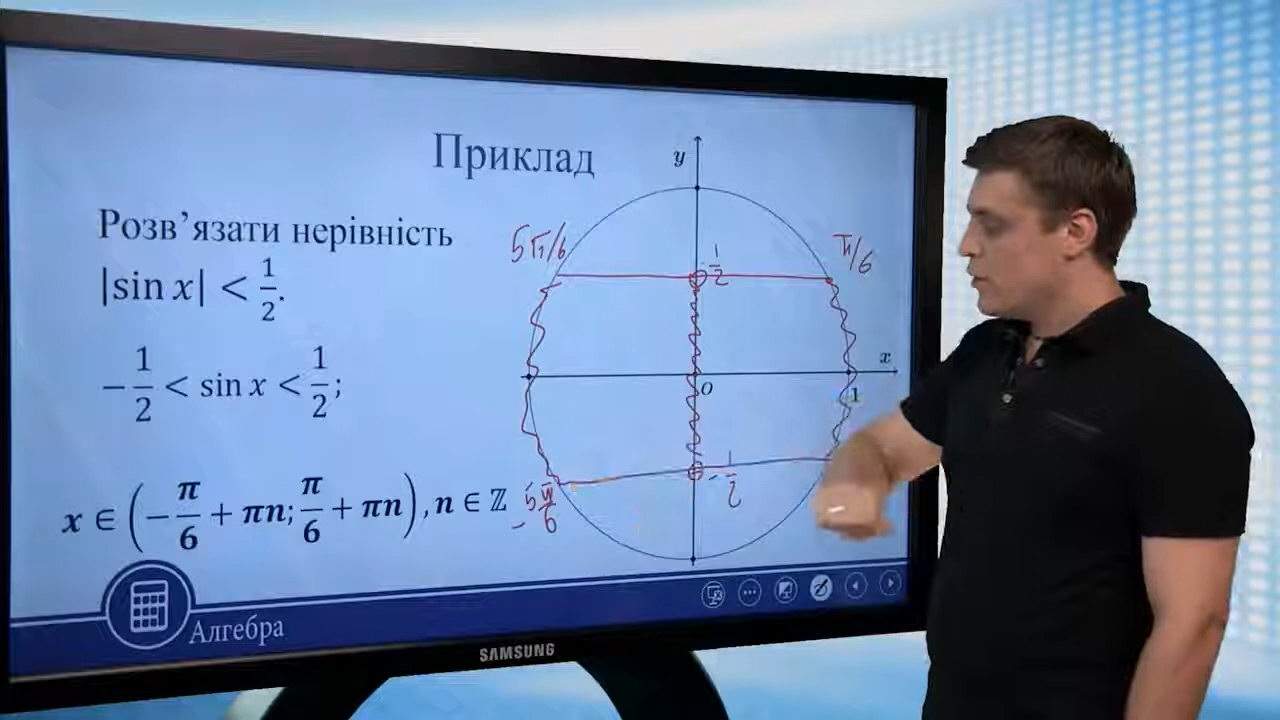 Приклад
Розв’язати нерівність
|sin x| < 1/2.
−1/2 < sin x < 1/2;
x ∈ (−π/6 + πn; π/6 + πn), n ∈ ℤ
y
5π/6
1/2
π/6
x
O
1
−1/2
−5π/6
Алгебра
SAMSUNG